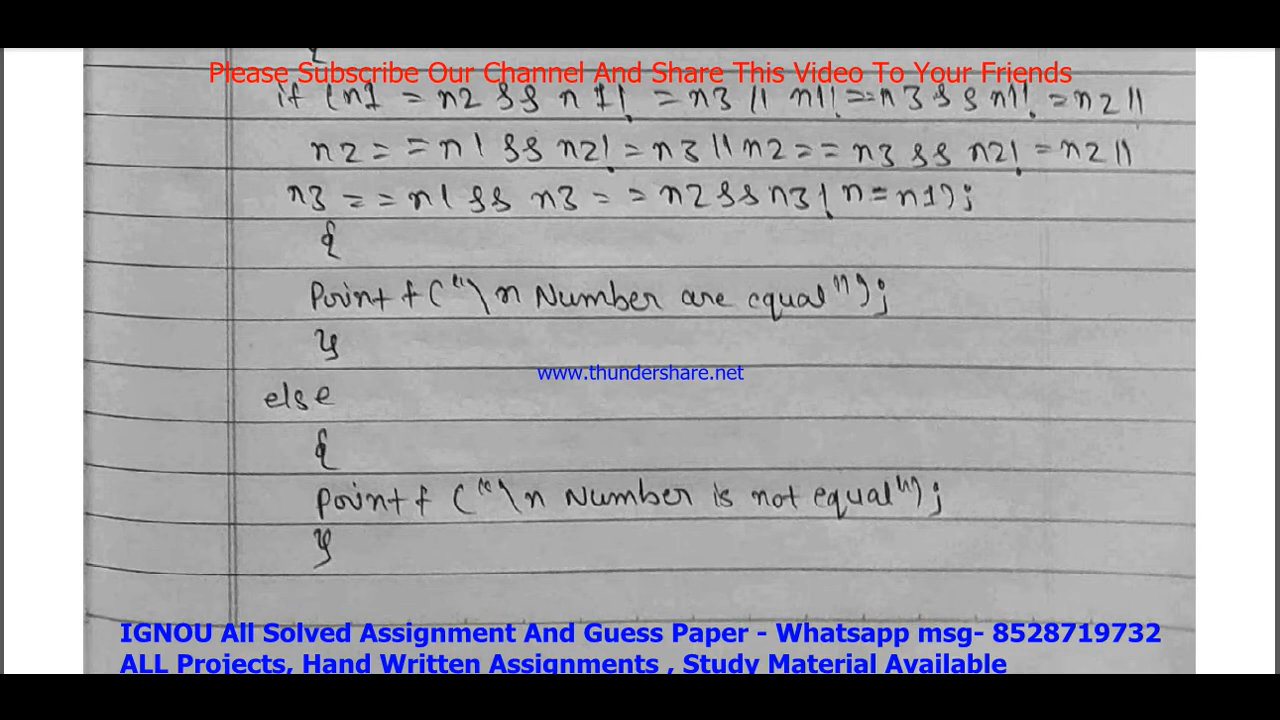 Please Subscribe Our Channel And Share This Video To Your Friends
if (n1 = n2 && n1! = n3 || n1! == n3 && n1! = n2 ||
n2 = = n1 && n2! = n3 || n2 == n3 && n2! = n2 ||
n3 = = n1 && n3 = = n2 && n3! n = n1);
{
Printf ("\n Number are equal");
}
www.thundershare.net
else
{
printf ("\n Number is not equal");
}
IGNOU All Solved Assignment And Guess Paper - Whatsapp msg- 8528719732
ALL Projects, Hand Written Assignments , Study Material Available